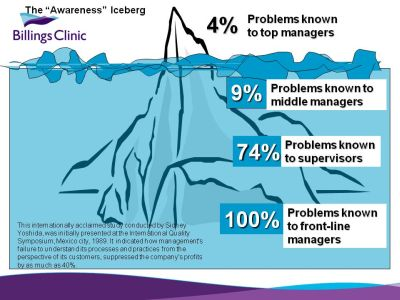 The "Awareness" Iceberg
Billings Clinic
4%
Problems known
to top managers
9%
Problems known to
middle managers
74%
Problems known
to supervisors
100%
Problems known
to front-line
managers
This internationally acclaimed study conducted by Sidney
Yoshida, was initially presented at the International Quality
Symposium, Mexico city, 1989. It indicated how management's
failure to understand its processes and practices from the
perspective of its customers, suppressed the company's profits
by as much as 40%.